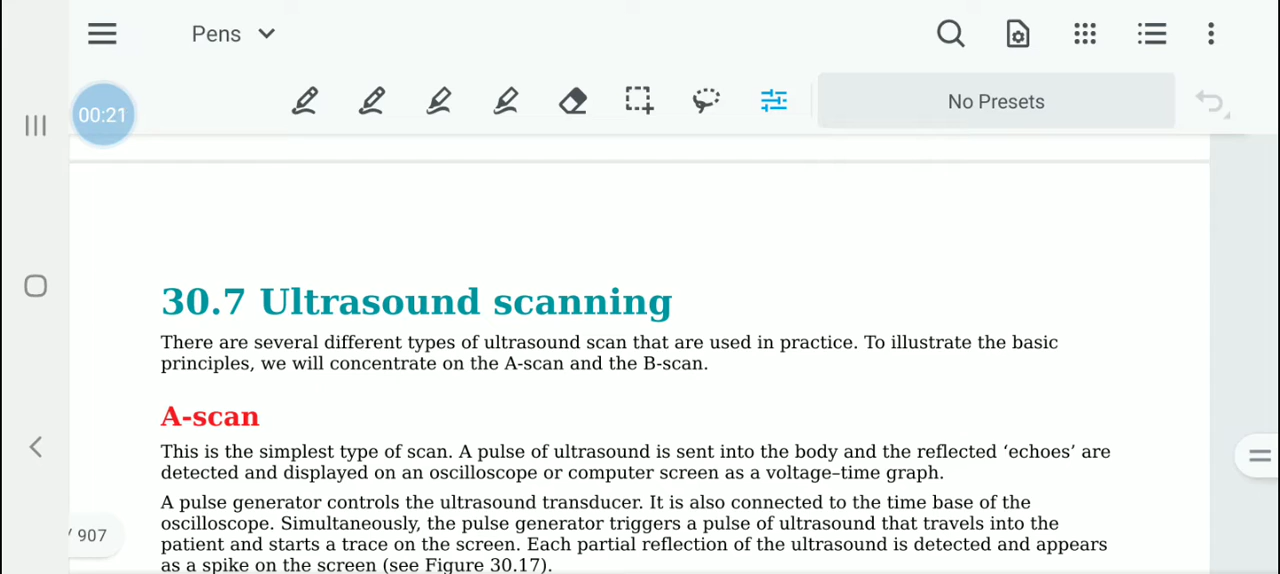 Pens
00:21
No Presets
30.7 Ultrasound scanning
There are several different types of ultrasound scan that are used in practice. To illustrate the basic
principles, we will concentrate on the A-scan and the B-scan.
A-scan
This is the simplest type of scan. A pulse of ultrasound is sent into the body and the reflected ‘echoes’ are
detected and displayed on an oscilloscope or computer screen as a voltage–time graph.
A pulse generator controls the ultrasound transducer. It is also connected to the time base of the
oscilloscope. Simultaneously, the pulse generator triggers a pulse of ultrasound that travels into the
patient and starts a trace on the screen. Each partial reflection of the ultrasound is detected and appears
as a spike on the screen (see Figure 30.17).
/ 907